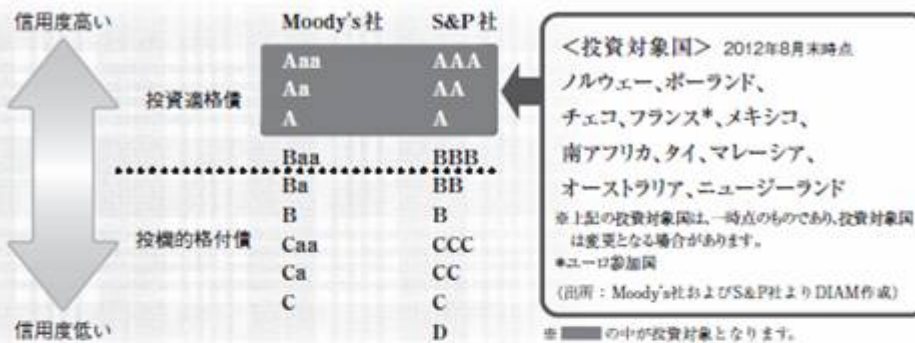 信用度高い
Moody's社 S&P社
Aaa AAA
Aa AA
投資適格債
A A
Baa BBB
Ba BB
B B
投機的格付債
Caa CCC
Ca CC
C C
信用度低い
D
<投資対象国> 2012年8月末時点
ノルウェー、ポーランド、
チェコ、フランス*、メキシコ、
南アフリカ、タイ、マレーシア、
オーストラリア、ニュージーランド
※上記の投資対象国は、一時点のものであり、投資対象国
は変更となる場合があります。
*ユーロ参加国
(出所:Moody's社およびS&P社よりDIAM作成)
※ の中が投資対象となります。